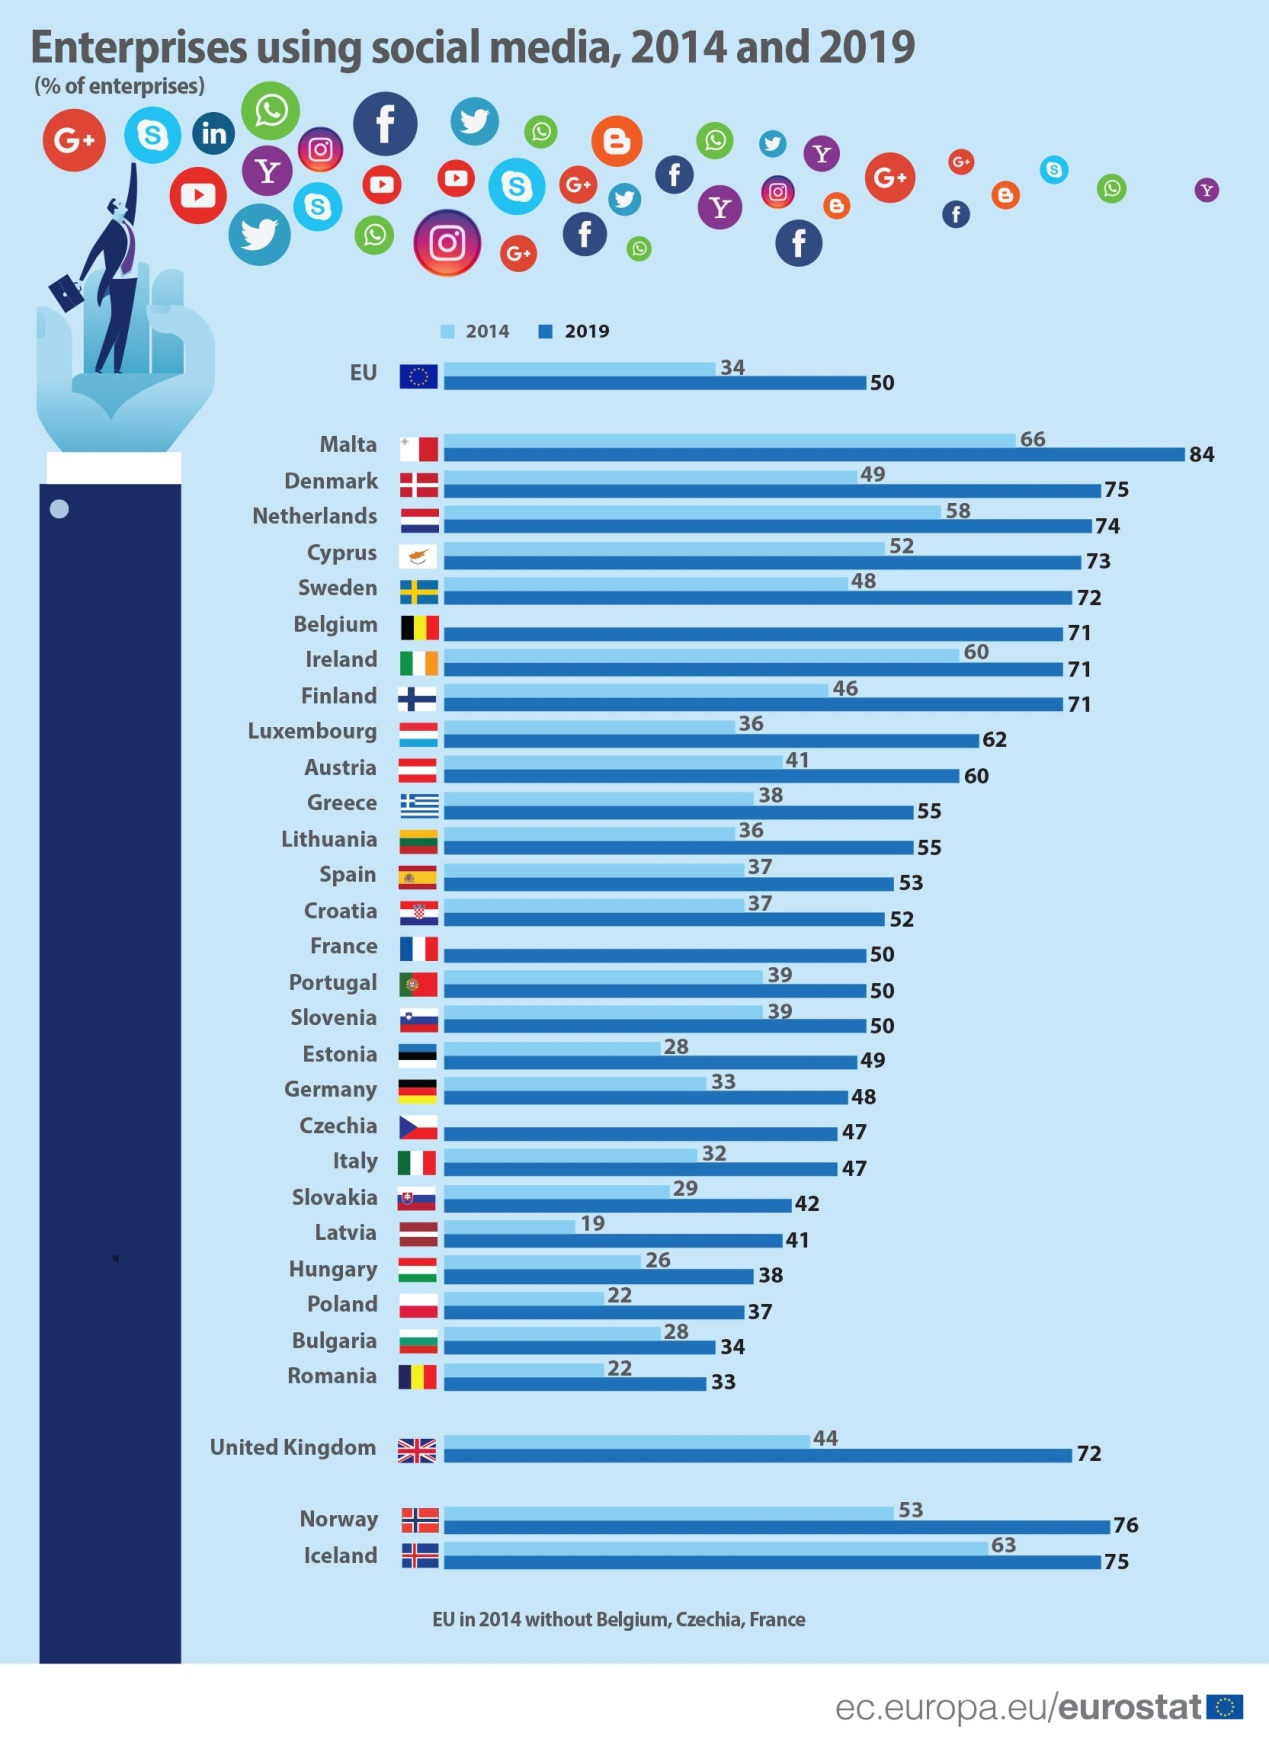 Enterprises using social media, 2014 and 2019
(% of enterprises)
2014 2019
EU 34 50
Malta 66 84
Denmark 49 75
Netherlands 58 74
Cyprus 52 73
Sweden 48 72
Belgium 71
Ireland 60 71
Finland 46 71
Luxembourg 36 62
Austria 41 60
Greece 38 55
Lithuania 36 55
Spain 37 53
Croatia 37 52
France 50
Portugal 39 50
Slovenia 39 50
Estonia 28 49
Germany 33 48
Czechia 47
Italy 32 47
Slovakia 29 42
Latvia 19 41
Hungary 26 38
Poland 22 37
Bulgaria 28 34
Romania 22 33
United Kingdom 44 72
Norway 53 76
Iceland 63 75
EU in 2014 without Belgium, Czechia, France
ec.europa.eu/eurostat